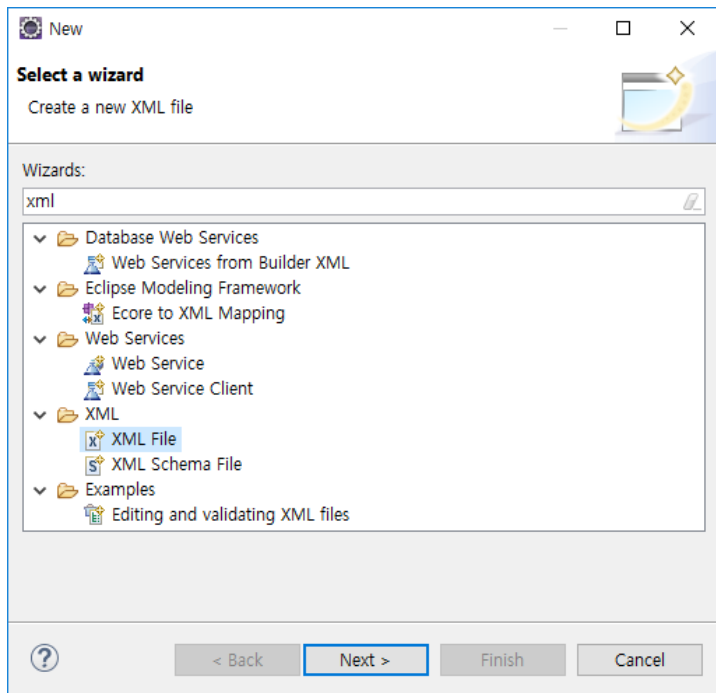 New
Select a wizard
Create a new XML file
Wizards:
xml
Database Web Services
Web Services from Builder XML
Eclipse Modeling Framework
Ecore to XML Mapping
Web Services
Web Service
Web Service Client
XML
XML File
XML Schema File
Examples
Editing and validating XML files
< Back
Next >
Finish
Cancel